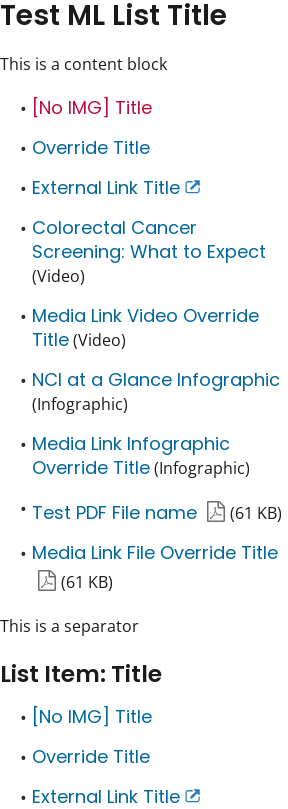 Test ML List Title
This is a content block
[No IMG] Title
Override Title
External Link Title
Colorectal Cancer
Screening: What to Expect
(Video)
Media Link Video Override
Title (Video)
NCI at a Glance Infographic
(Infographic)
Media Link Infographic
Override Title (Infographic)
Test PDF File name (61 KB)
Media Link File Override Title
(61 KB)
This is a separator
List Item: Title
[No IMG] Title
Override Title
External Link Title